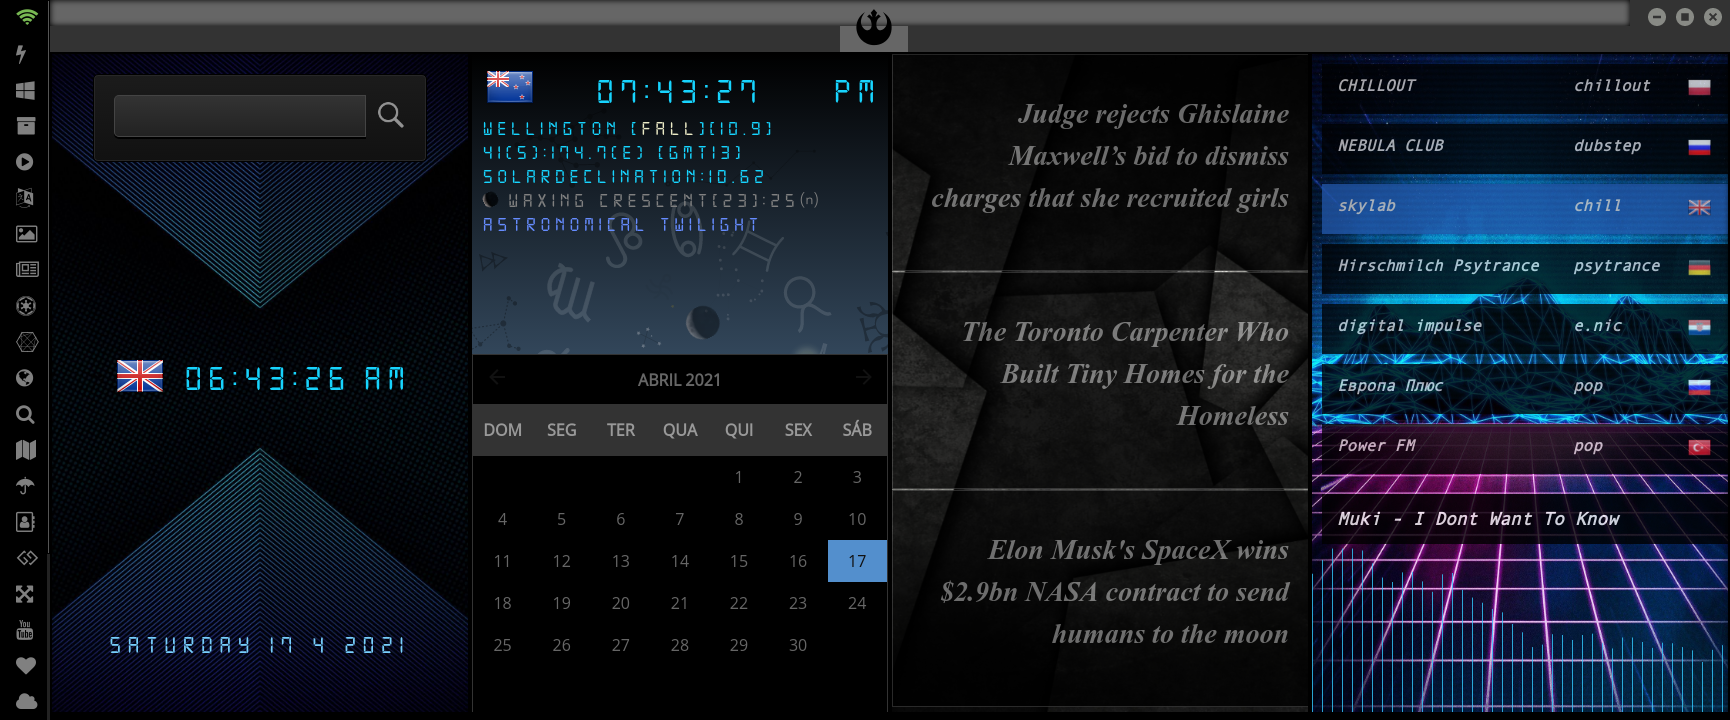 06:43:26 AM
SATURDAY 17 4 2021
07:43:27 PM
WELLINGTON [FALL][10.9]
41(S):174.7(E) [GMT13]
SOLARDECLINATION:10.62
WAXING CRESCENT[23]:25(n)
ASTRONOMICAL TWILIGHT
ABRIL 2021
DOM SEG TER QUA QUI SEX SÁB
1 2 3
4 5 6 7 8 9 10
11 12 13 14 15 16 17
18 19 20 21 22 23 24
25 26 27 28 29 30
Judge rejects Ghislaine
Maxwell’s bid to dismiss
charges that she recruited girls
The Toronto Carpenter Who
Built Tiny Homes for the
Homeless
Elon Musk's SpaceX wins
$2.9bn NASA contract to send
humans to the moon
CHILLOUT chillout
NEBULA CLUB dubstep
skylab chill
Hirschmilch Psytrance psytrance
digital impulse e.nic
Европа Плюс pop
Power FM pop
Muki - I Dont Want To Know
You
Tube